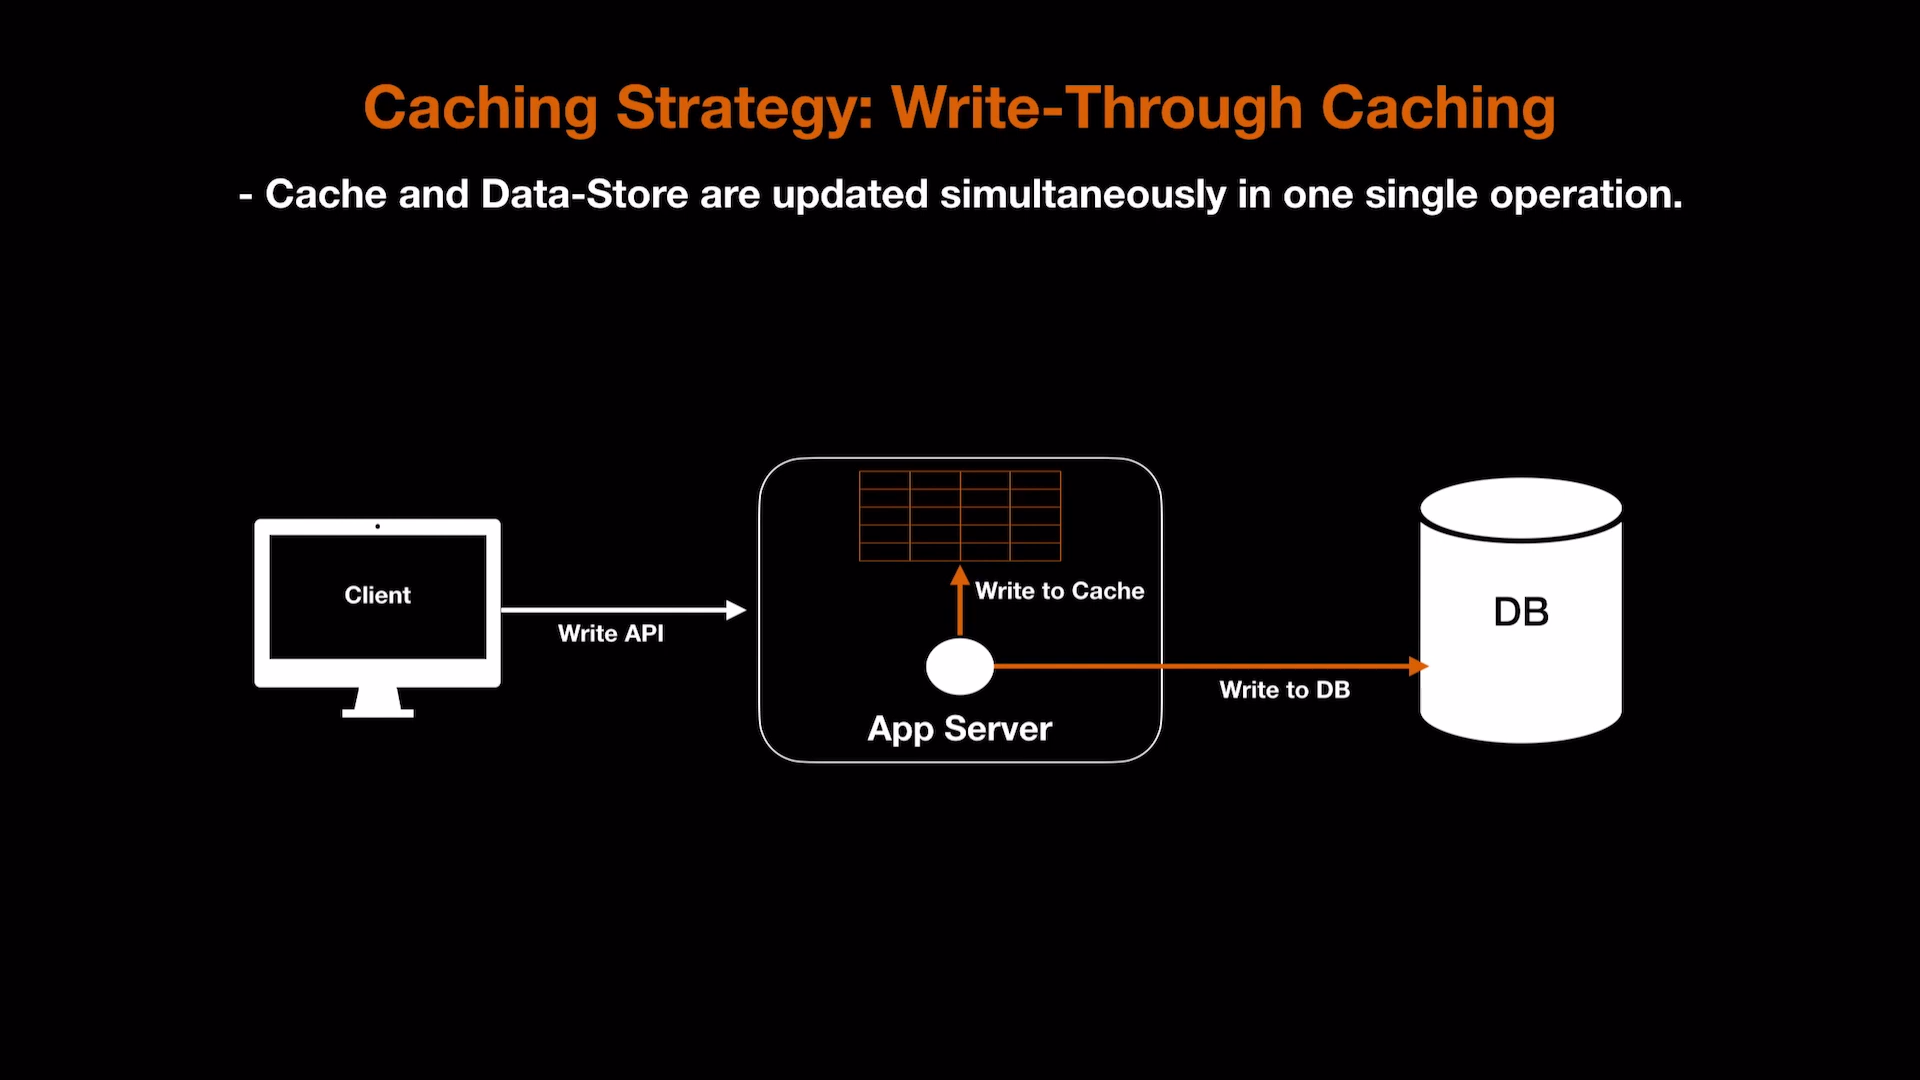 Caching Strategy: Write-Through Caching
- Cache and Data-Store are updated simultaneously in one single operation.
Client
Write API
Write to Cache
App Server
Write to DB
DB